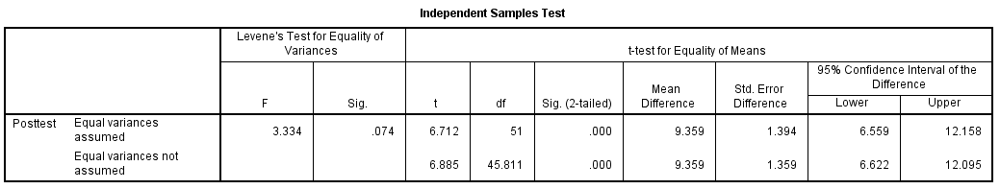 Independent Samples Test
Levene's Test for Equality of
Variances
t-test for Equality of Means
F
Sig.
t
df
Sig. (2-tailed)
Mean
Difference
Std. Error
Difference
95% Confidence Interval of the
Difference
Lower
Upper
Posttest
Equal variances
assumed
3.334
.074
6.712
51
.000
9.359
1.394
6.559
12.158
Equal variances not
assumed
6.885
45.811
.000
9.359
1.359
6.622
12.095